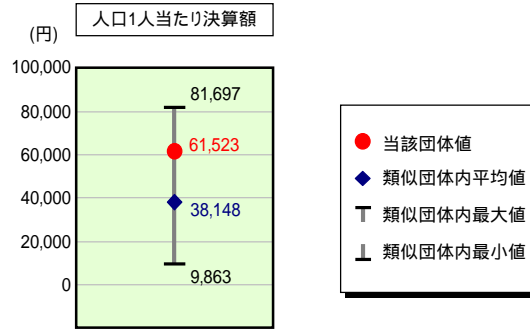 人口1人当たり決算額
(円)
100,000
80,000
60,000
40,000
20,000
0
81,697
61,523
38,148
9,863
当該団体値
類似団体内平均値
類似団体内最大値
類似団体内最小値